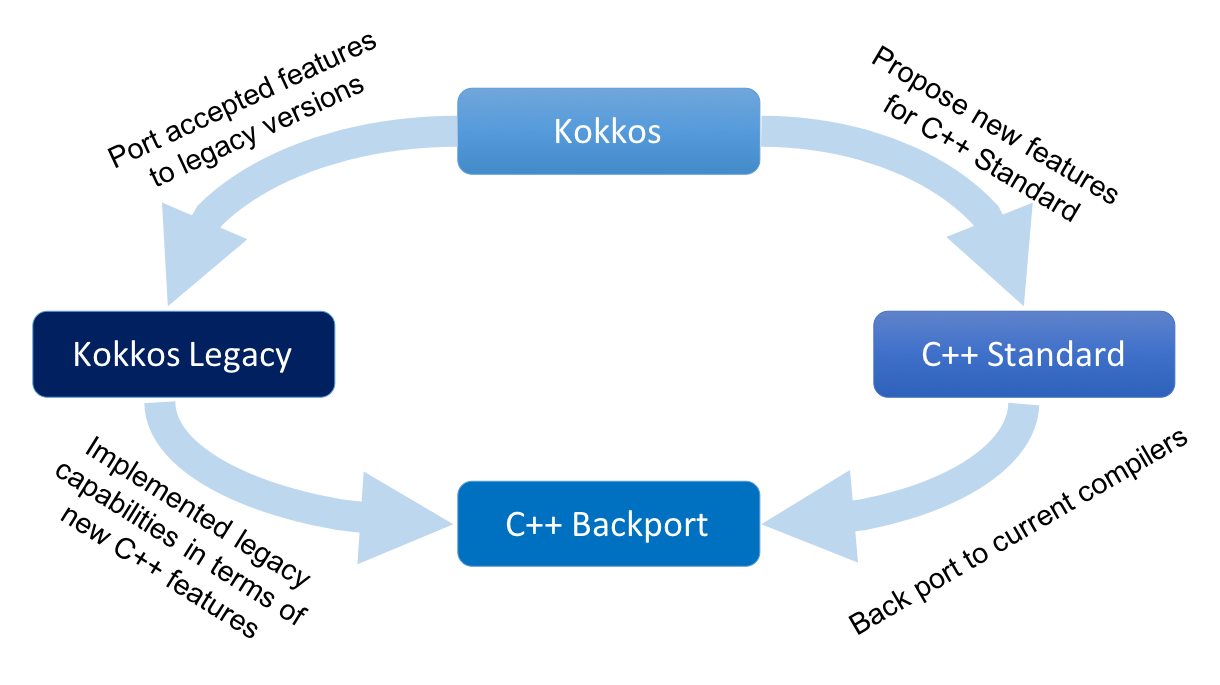 Port accepted features
to legacy versions
Kokkos
Propose new features
for C++ Standard
Kokkos Legacy
C++ Standard
Implemented legacy
capabilities in terms of
new C++ features
C++ Backport
Back port to current compilers